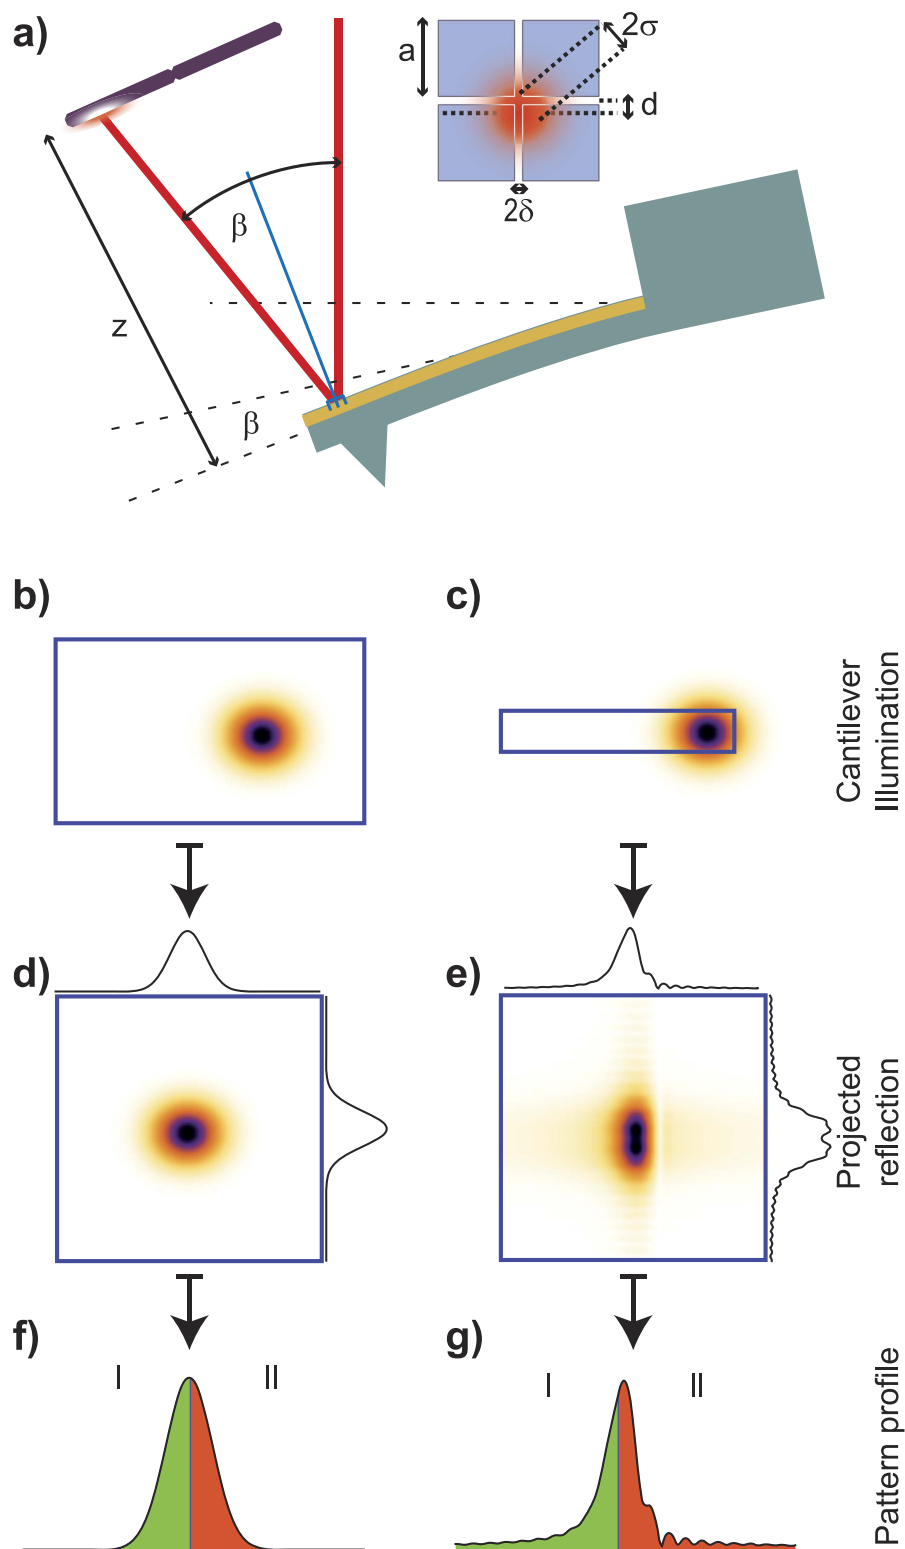 a)
a
2σ
d
2δ
β
z
β
b)
c)
Cantilever
Illumination
d)
e)
Projected
reflection
f)
g)
I
II
I
II
Pattern profile